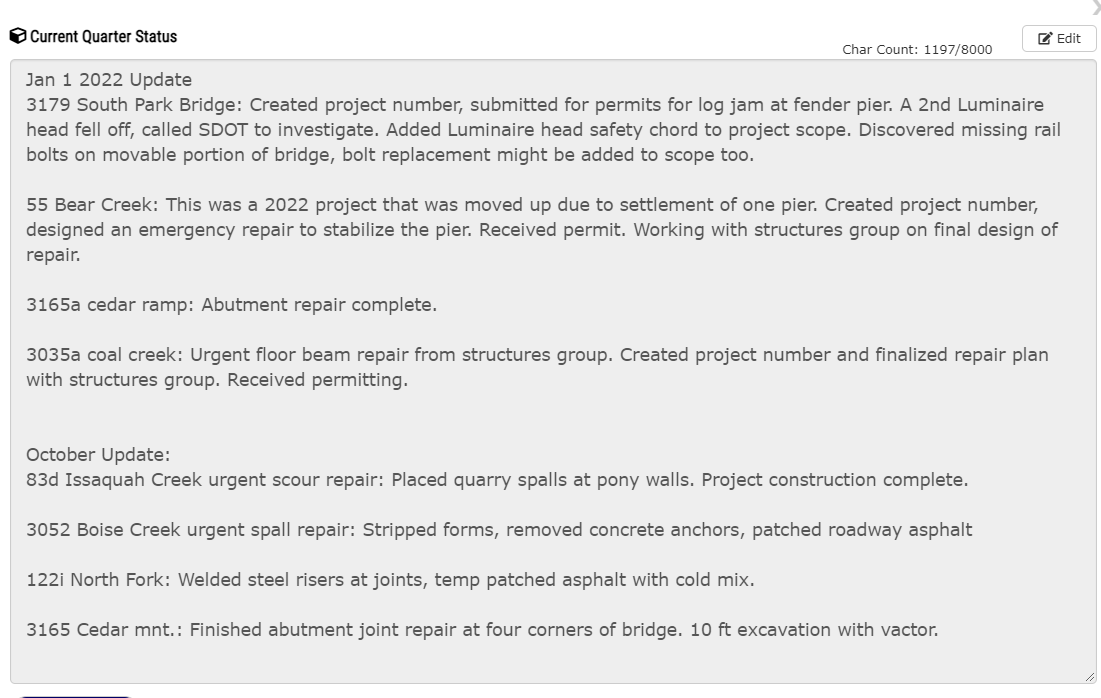 Current Quarter Status
Char Count: 1197/8000
Edit
Jan 1 2022 Update
3179 South Park Bridge: Created project number, submitted for permits for log jam at fender pier. A 2nd Luminaire
head fell off, called SDOT to investigate. Added Luminaire head safety chord to project scope. Discovered missing rail
bolts on movable portion of bridge, bolt replacement might be added to scope too.
55 Bear Creek: This was a 2022 project that was moved up due to settlement of one pier. Created project number,
designed an emergency repair to stabilize the pier. Received permit. Working with structures group on final design of
repair.
3165a cedar ramp: Abutment repair complete.
3035a coal creek: Urgent floor beam repair from structures group. Created project number and finalized repair plan
with structures group. Received permitting.
October Update:
83d Issaquah Creek urgent scour repair: Placed quarry spalls at pony walls. Project construction complete.
3052 Boise Creek urgent spall repair: Stripped forms, removed concrete anchors, patched roadway asphalt
122i North Fork: Welded steel risers at joints, temp patched asphalt with cold mix.
3165 Cedar mnt.: Finished abutment joint repair at four corners of bridge. 10 ft excavation with vactor.